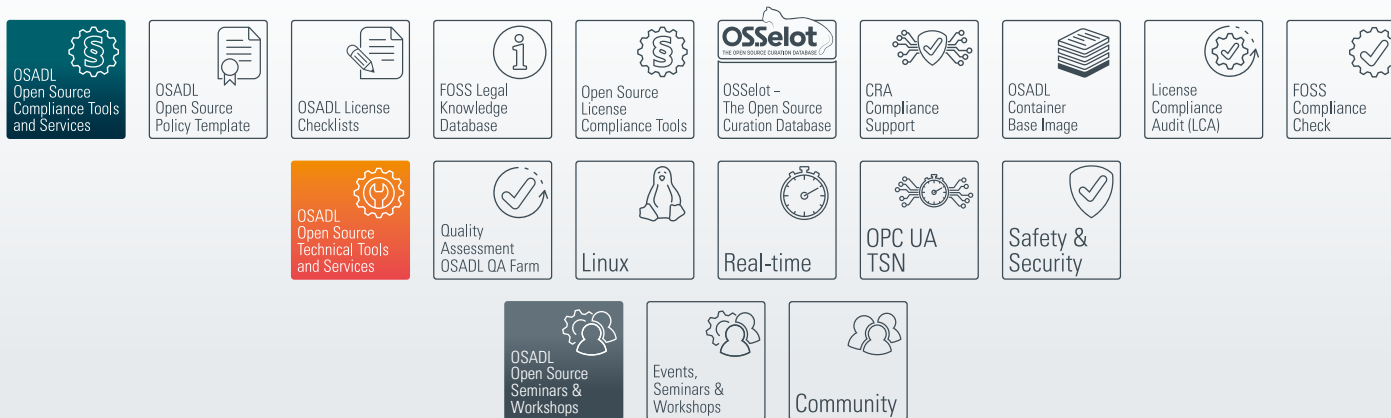 OSADL
Open Source
Compliance Tools
and Services
OSADL
Open Source
Policy Template
OSADL License
Checklists
FOSS Legal
Knowledge
Database
Open Source
License
Compliance Tools
OSSelot
THE OPEN SOURCE CURATION DATABASE
OSSelot –
The Open Source
Curation Database
CRA
Compliance
Support
OSADL
Container
Base Image
License
Compliance
Audit (LCA)
FOSS
Compliance
Check
OSADL
Open Source
Technical Tools
and Services
Quality
Assessment
OSADL QA Farm
Linux
Real-time
OPC UA
TSN
Safety &
Security
OSADL
Open Source
Seminars &
Workshops
Events,
Seminars &
Workshops
Community